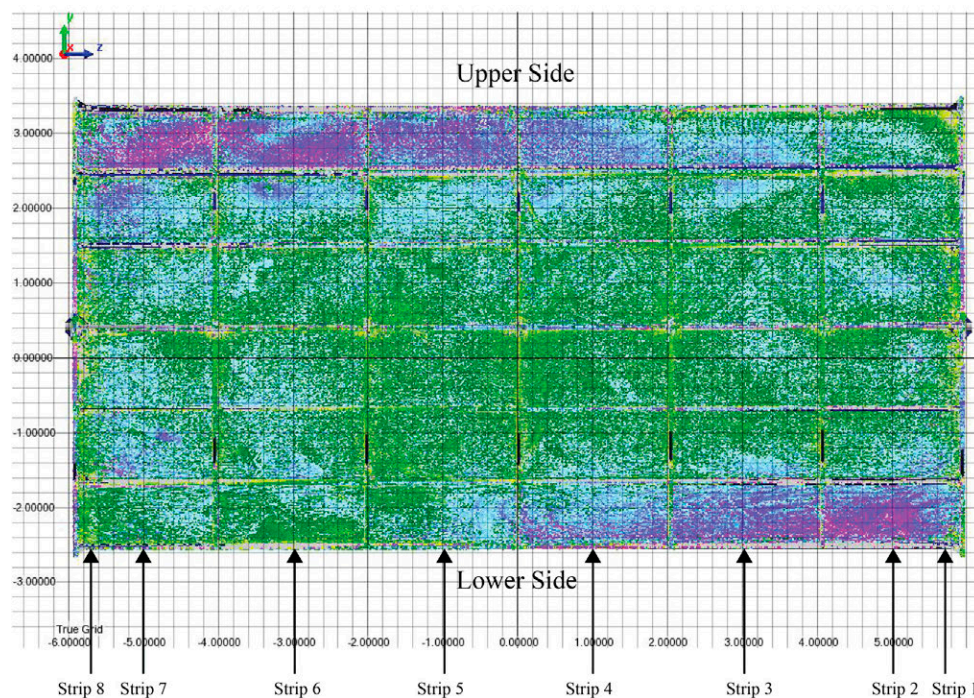 y
x
z
4.00000
Upper Side
3.00000
2.00000
1.00000
0.00000
-1.00000
-2.00000
-3.00000
Lower Side
True Grid
-6.00000 -5.00000 -4.00000 -3.00000 -2.00000 -1.00000 0.00000 1.00000 2.00000 3.00000 4.00000 5.00000
Strip 8 Strip 7 Strip 6 Strip 5 Strip 4 Strip 3 Strip 2 Strip